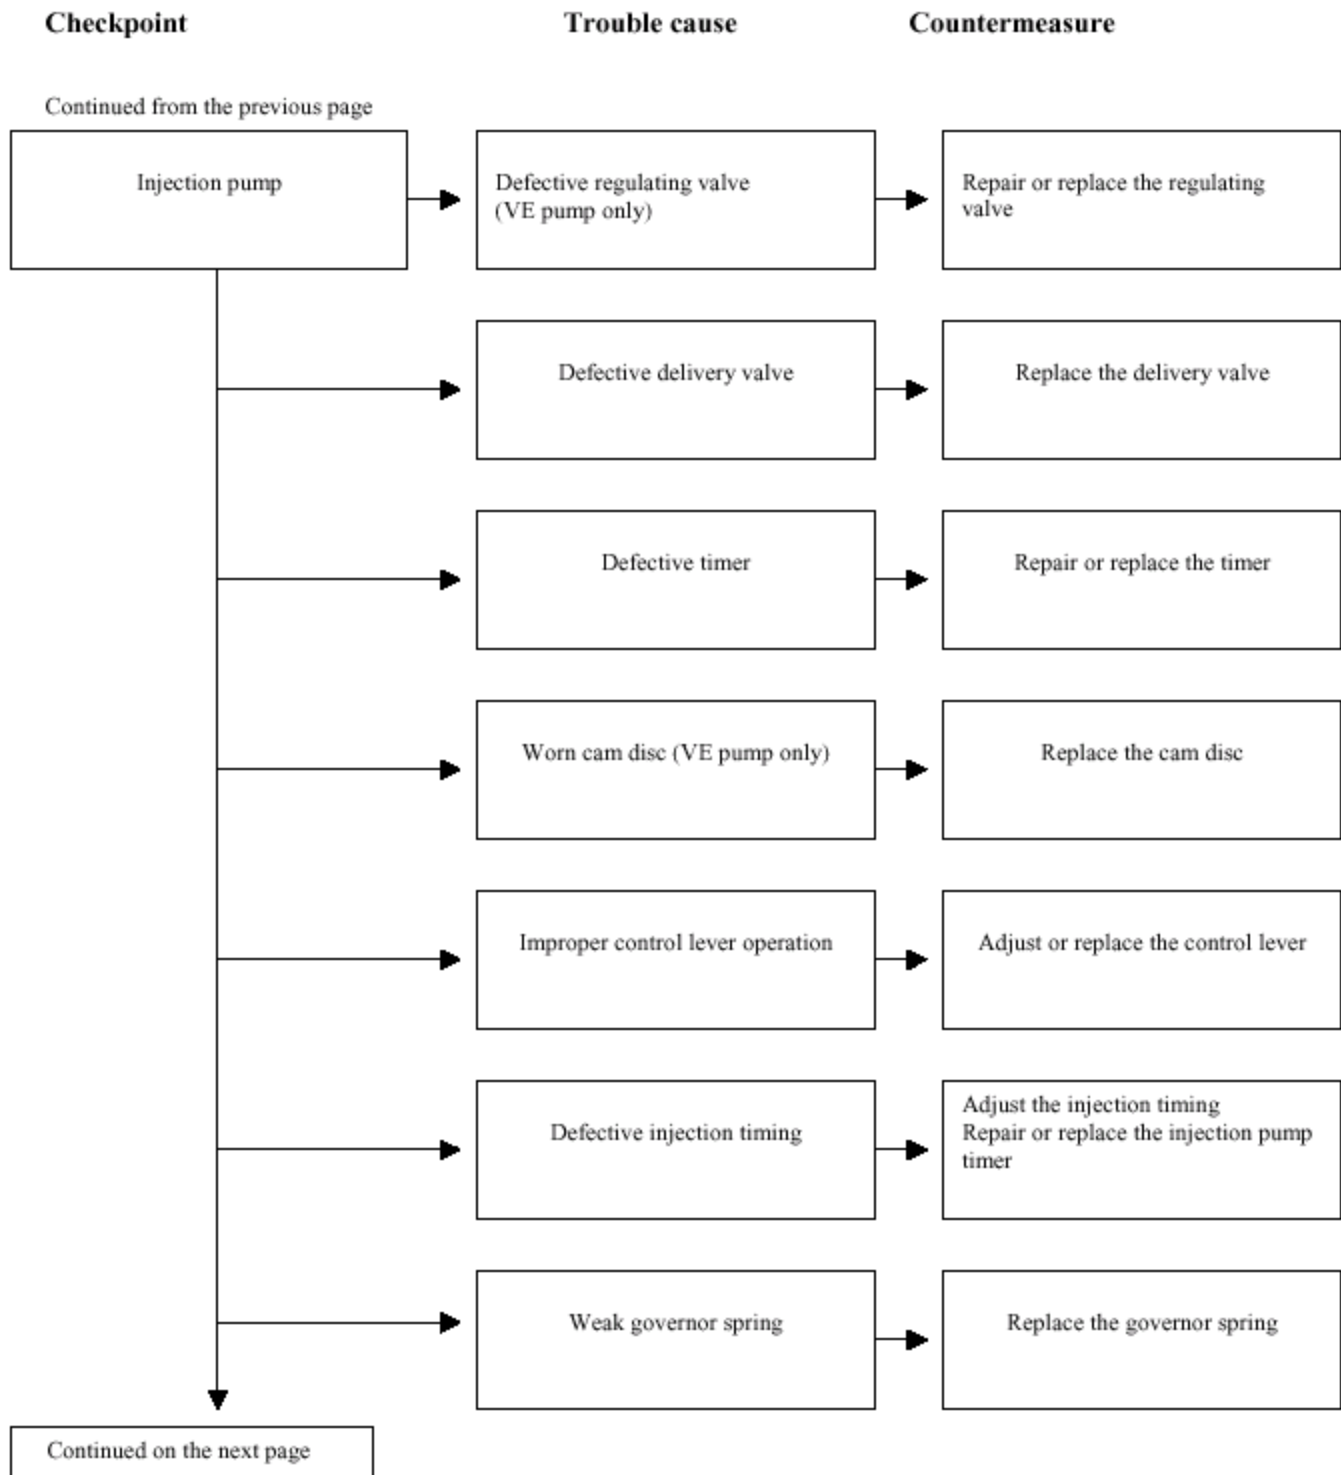 Checkpoint
Trouble cause
Countermeasure
Continued from the previous page
Injection pump
Defective regulating valve
(VE pump only)
Repair or replace the regulating
valve
Defective delivery valve
Replace the delivery valve
Defective timer
Repair or replace the timer
Worn cam disc (VE pump only)
Replace the cam disc
Improper control lever operation
Adjust or replace the control lever
Defective injection timing
Adjust the injection timing
Repair or replace the injection pump
timer
Weak governor spring
Replace the governor spring
Continued on the next page